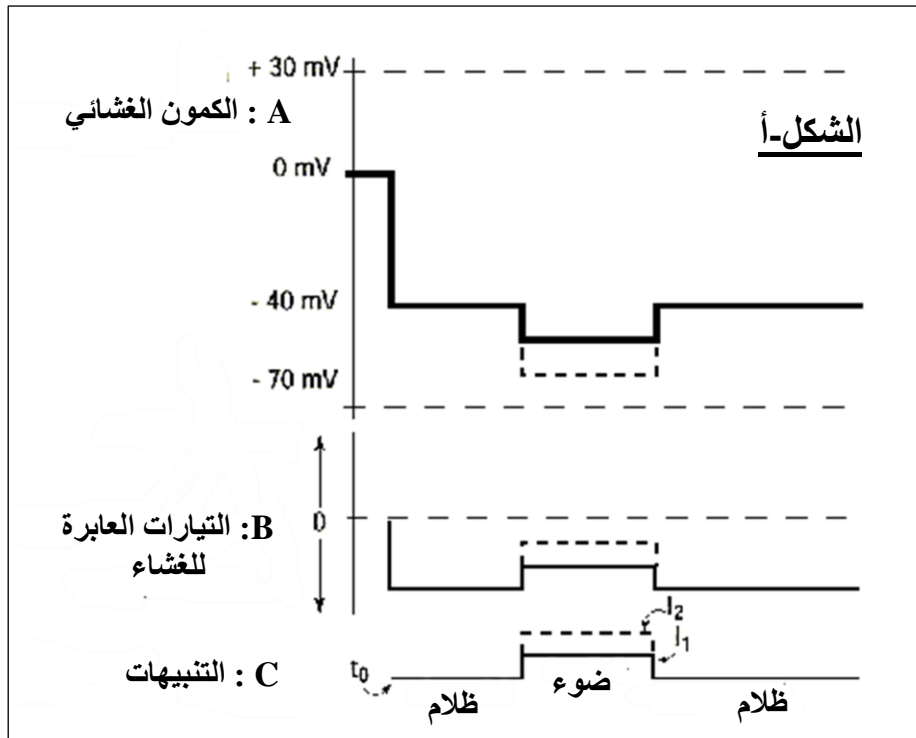 + 30 mV
A : الكمون الغشائي
الشكل-أ
0 mV
- 40 mV
- 70 mV
0
B: التيارات العابرة
للغشاء
I2
I1
C : التنبيهات
t0
ظلام
ضوء
ظلام